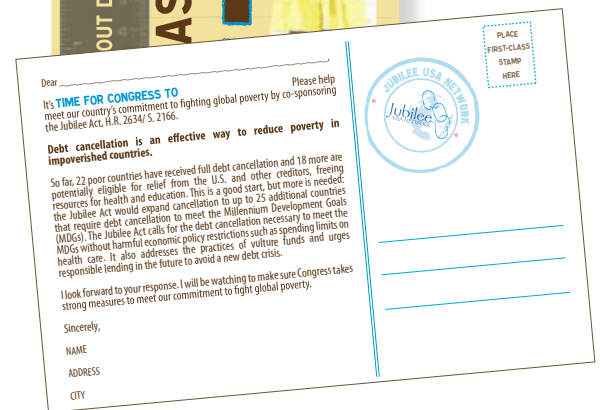 OUT D
AS
Dear
It's TIME FOR CONGRESS TO Please help
meet our country's commitment to fighting global poverty by co-sponsoring
the Jubilee Act, H.R. 2634/ S. 2166.
Debt cancellation is an effective way to reduce poverty in
impoverished countries.
So far, 22 poor countries have received full debt cancellation and 18 more are
potentially eligible for relief from the U.S. and other creditors, freeing
resources for health and education. This is a good start, but more is needed:
the Jubilee Act would expand cancellation to up to 25 additional countries
that require debt cancellation to meet the Millennium Development Goals
(MDGs). The Jubilee Act calls for the debt cancellation necessary to meet the
MDGs without harmful economic policy restrictions such as spending limits on
health care. It also addresses the practices of vulture funds and urges
responsible lending in the future to avoid a new debt crisis.
I look forward to your response. I will be watching to make sure Congress takes
strong measures to meet our commitment to fight global poverty.
Sincerely,
NAME
ADDRESS
CITY
JUBILEE USA NETWORK
Jubilee
PLACE
FIRST-CLASS
STAMP
HERE